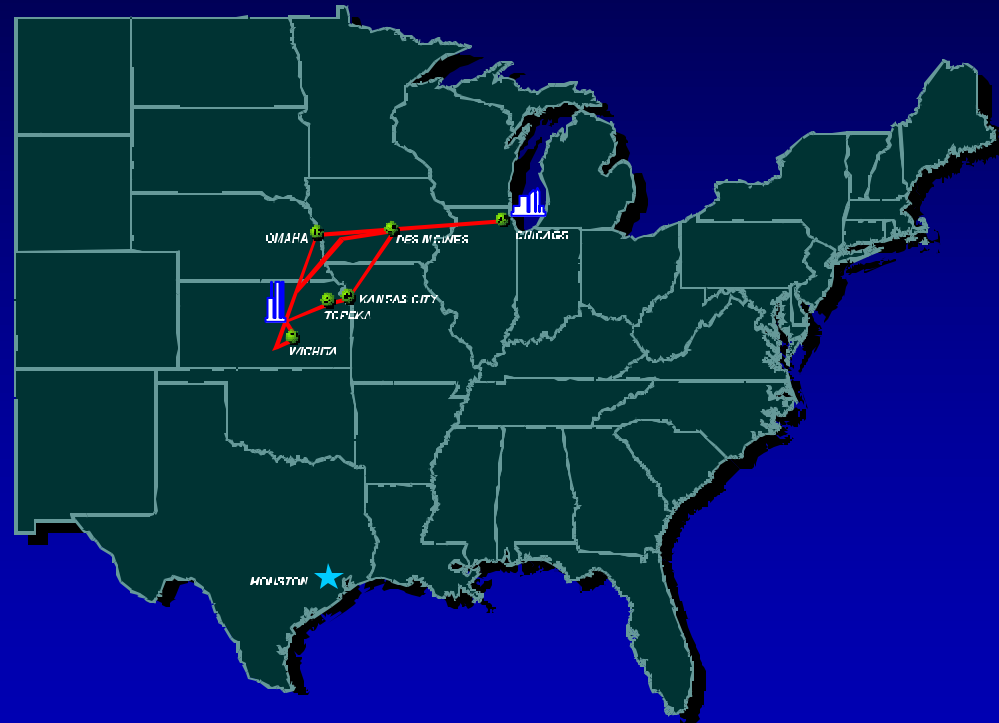 OMAHA
DES MOINES
CHICAGO
KANSAS CITY
TOPEKA
WICHITA
HOUSTON